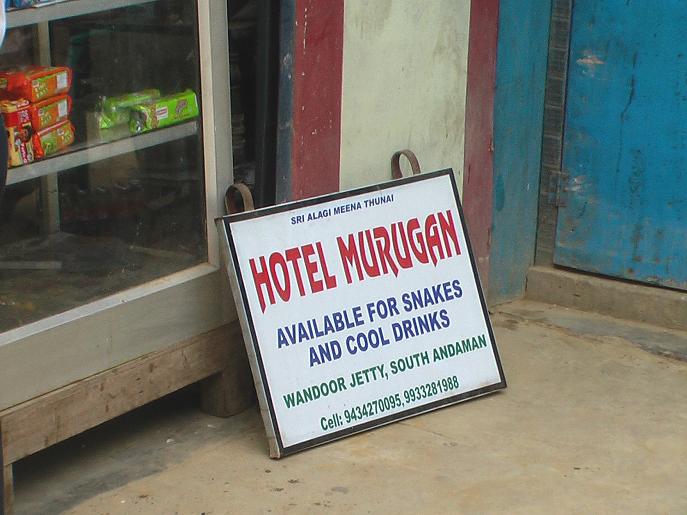 SRI ALAGI MEENA THUNAI
HOTEL MURUGAN
AVAILABLE FOR SNAKES
AND COOL DRINKS
WANDOOR JETTY, SOUTH ANDAMAN
Cell: 9434270095, 9933281988